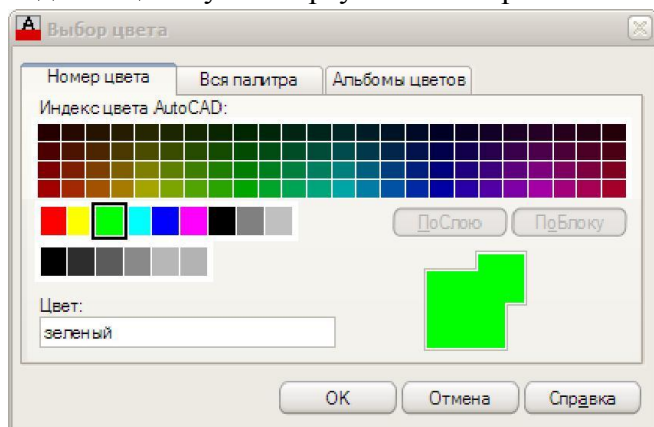 Выбор цвета
Номер цвета
Вся палитра
Альбомы цветов
Индекс цвета AutoCAD:
ПоСлою
ПоБлоку
Цвет:
зеленый
OK
Отмена
Справка